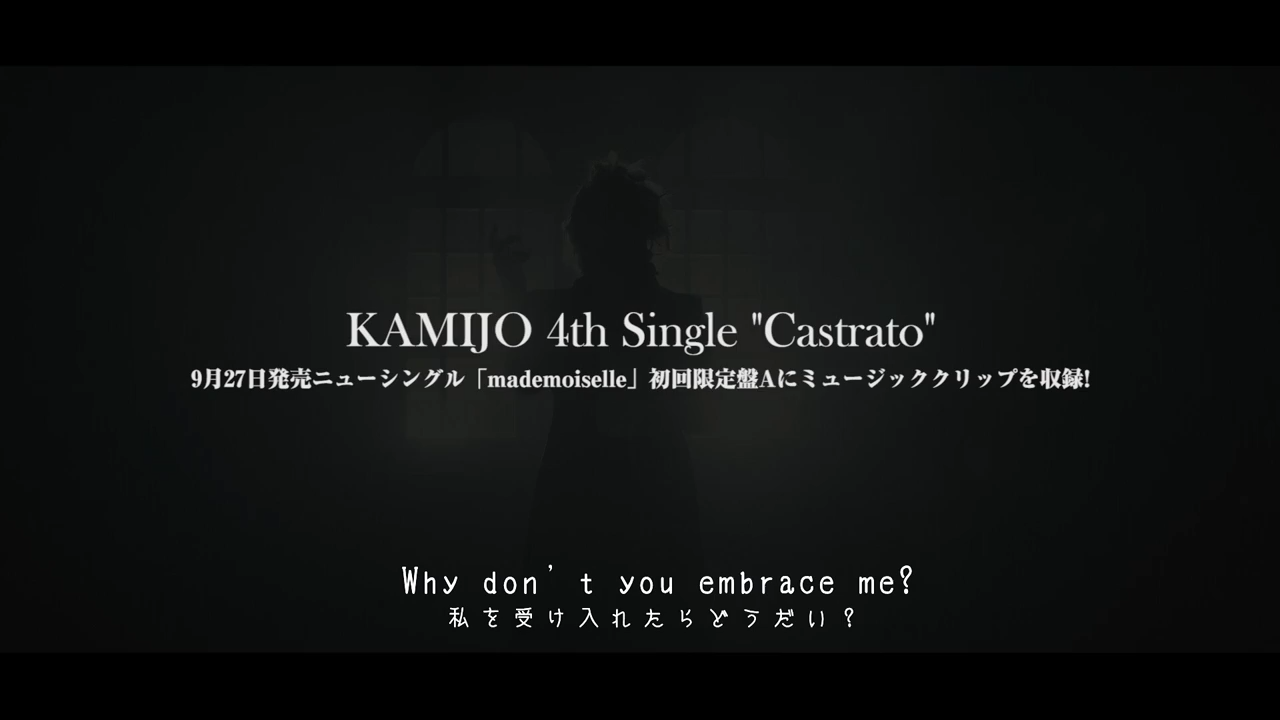 KAMIJO 4th Single "Castrato"
9月27日発売ニューシングル「mademoiselle」初回限定盤Aにミュージッククリップを収録!
Why don't you embrace me?
私を受け入れたらどうだい?